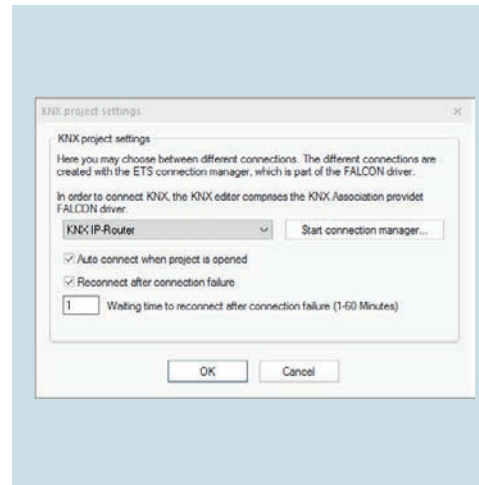 KNX project settings
KNX project settings
Here you may choose between different connections. The different connections are
created with the ETS connection manager, which is part of the FALCON driver.
In order to connect KNX, the KNX editor comprises the KNX Association providet
FALCON driver.
KNX IP-Router
Start connection manager...
Auto connect when project is opened
Reconnect after connection failure
1 Waiting time to reconnect after connection failure (1-60 Minutes)
OK Cancel